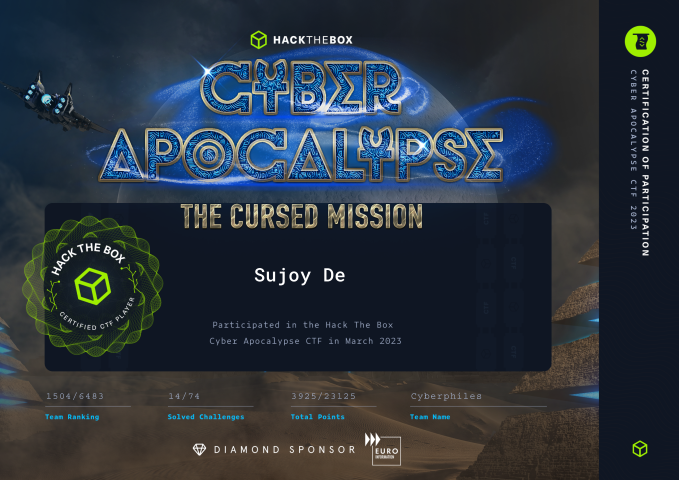 HACKTHEBOX
CYBER
APOCALYPSE
THE CURSED MISSION
HACK THE BOX
CERTIFIED CTF PLAYER
Sujoy De
Participated in the Hack The Box
Cyber Apocalypse CTF in March 2023
1504/6483
Team Ranking
14/74
Solved Challenges
3925/23125
Total Points
Cyberphiles
Team Name
DIAMOND SPONSOR
EURO
INFORMATION
CERTIFICATION OF PARTICIPATION
CYBER APOCALYPSE CTF 2023